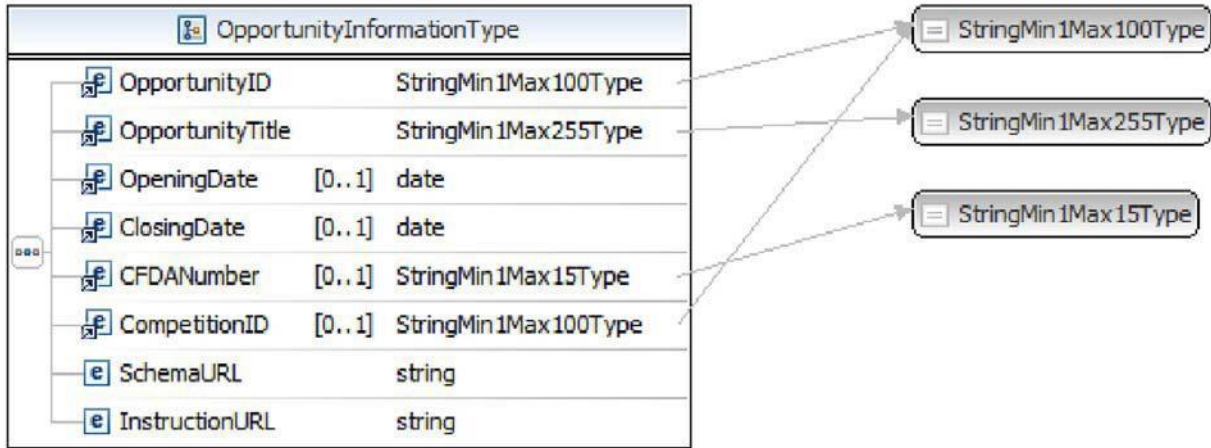 OpportunityInformationType
OpportunityID StringMin1Max100Type
OpportunityTitle StringMin1Max255Type
OpeningDate [0..1] date
ClosingDate [0..1] date
CFDANumber [0..1] StringMin1Max15Type
CompetitionID [0..1] StringMin1Max100Type
SchemaURL string
InstructionURL string
StringMin1Max100Type
StringMin1Max255Type
StringMin1Max15Type